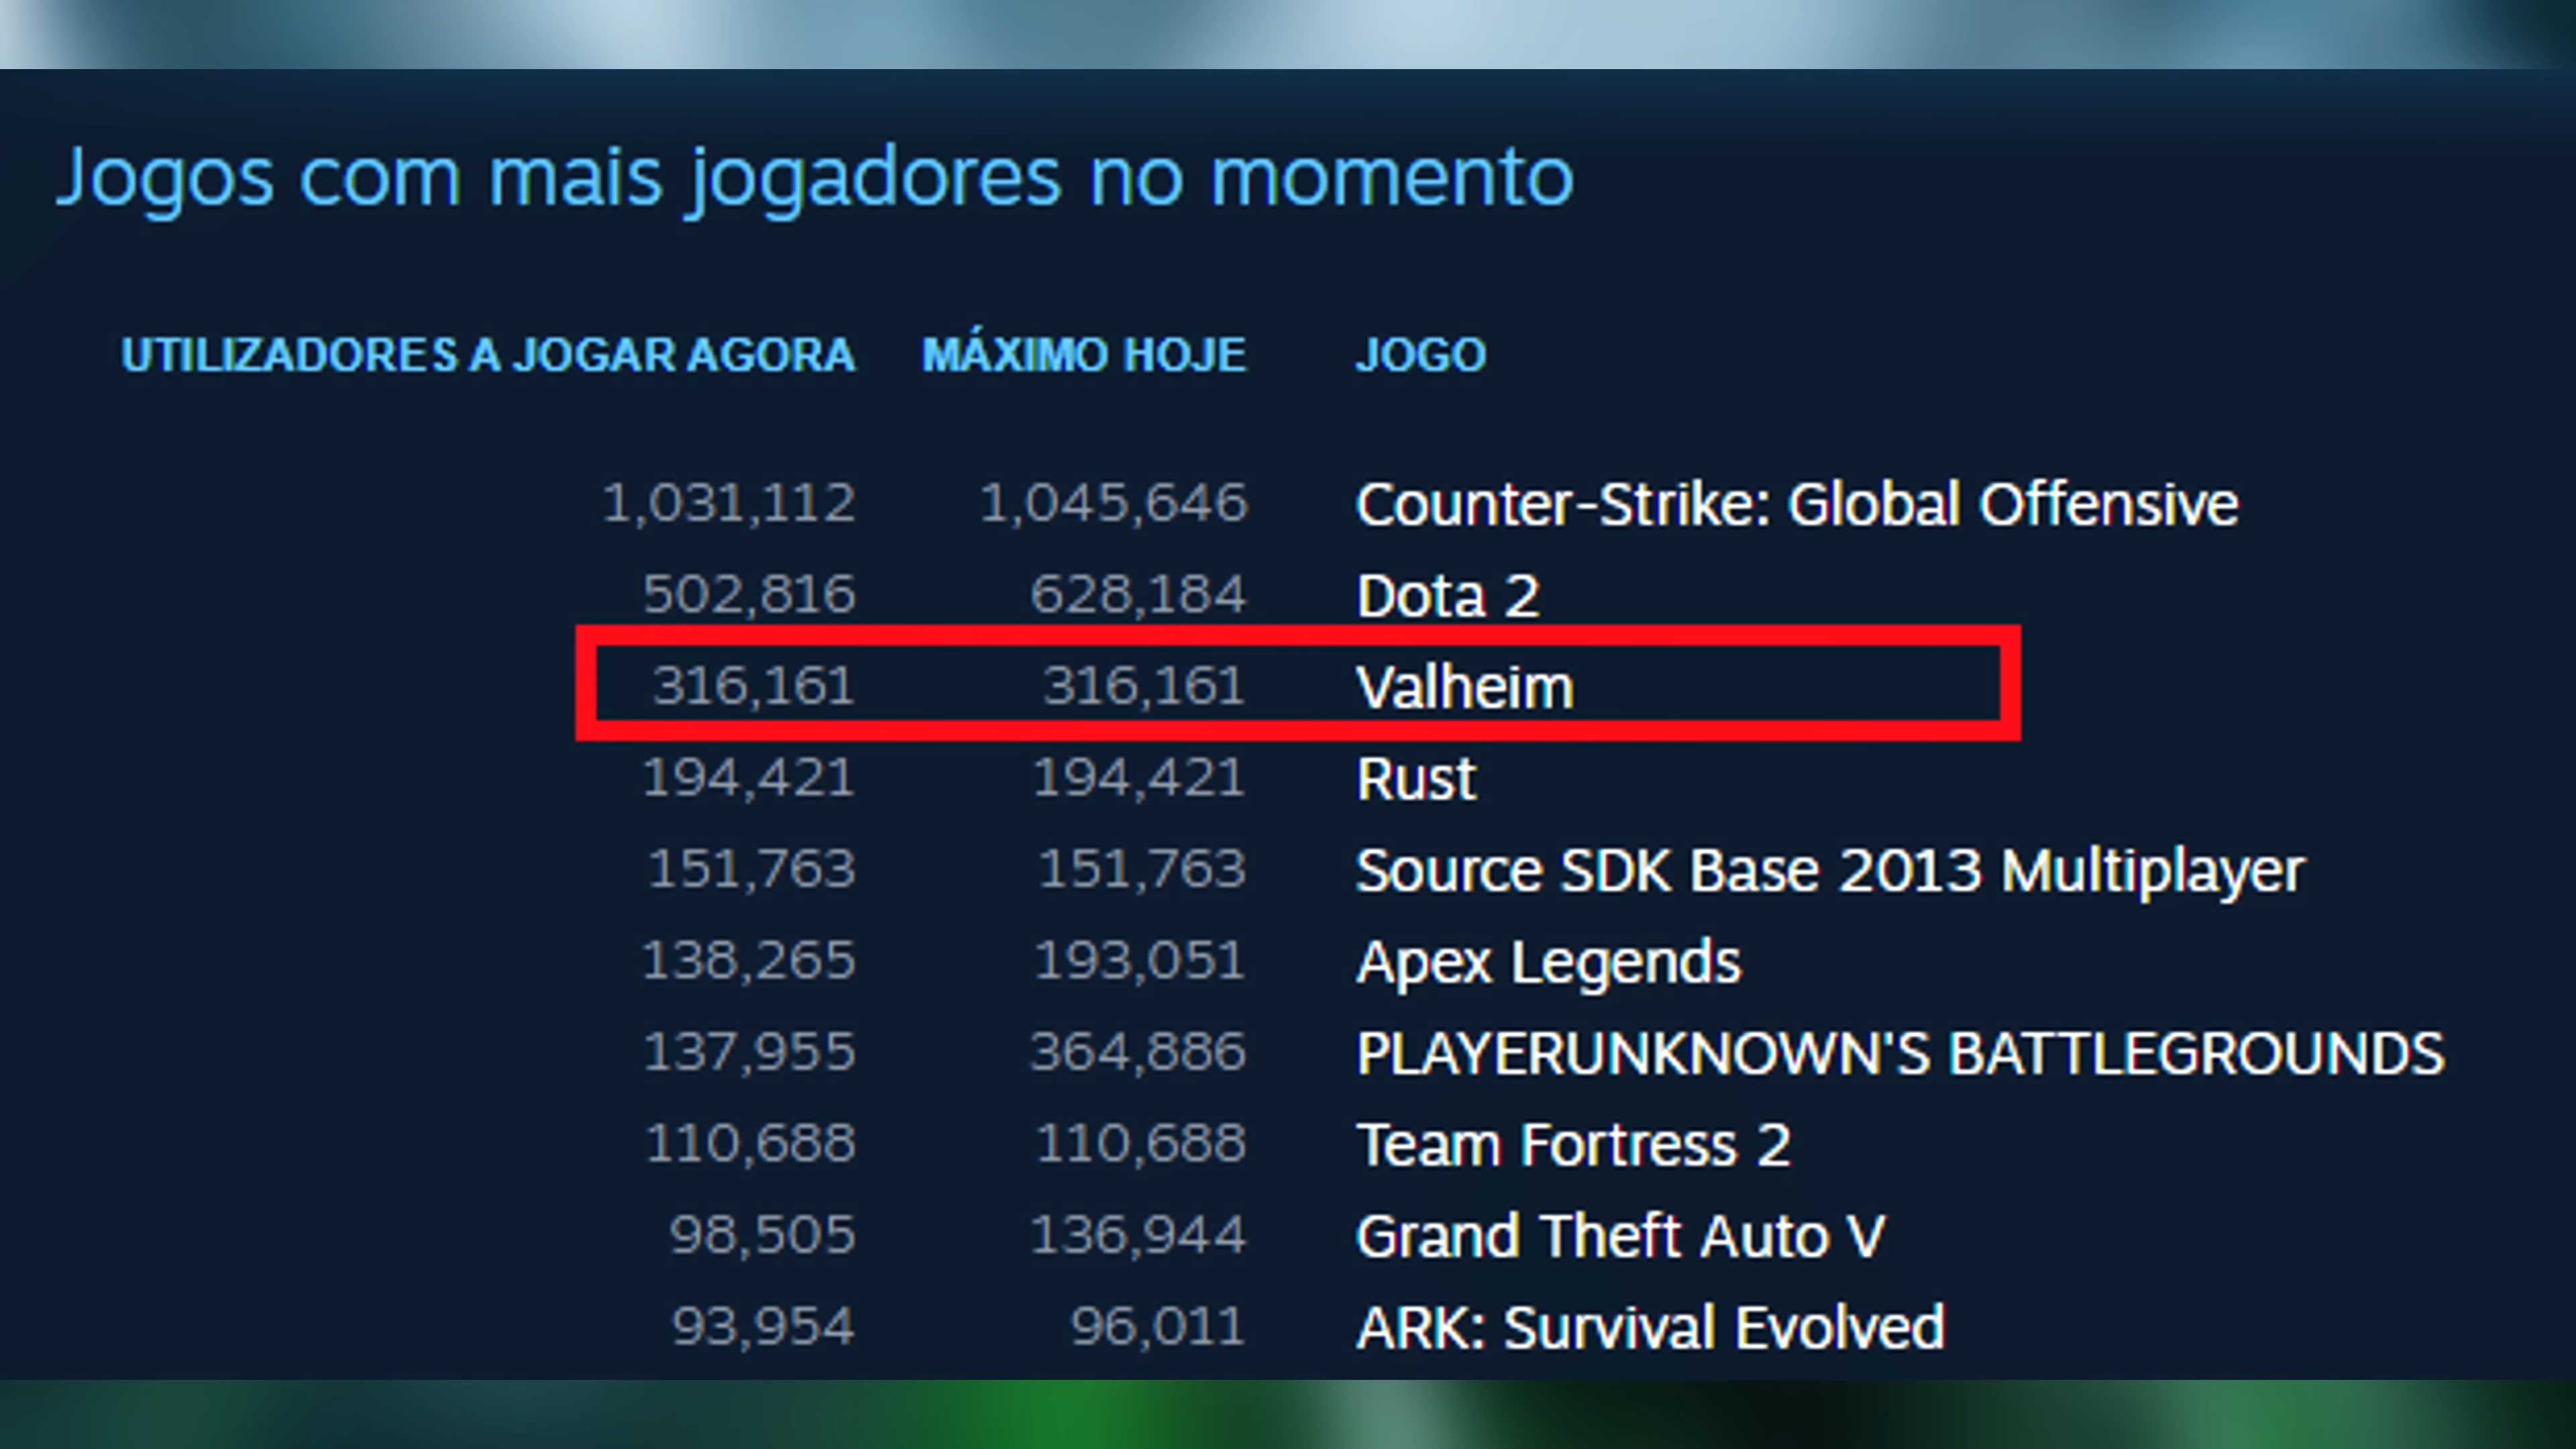 Jogos com mais jogadores no momento
UTILIZADORES A JOGAR AGORA MÁXIMO HOJE JOGO
1,031,112 1,045,646 Counter-Strike: Global Offensive
502,816 628,184 Dota 2
316,161 316,161 Valheim
194,421 194,421 Rust
151,763 151,763 Source SDK Base 2013 Multiplayer
138,265 193,051 Apex Legends
137,955 364,886 PLAYERUNKNOWN'S BATTLEGROUNDS
110,688 110,688 Team Fortress 2
98,505 136,944 Grand Theft Auto V
93,954 96,011 ARK: Survival Evolved